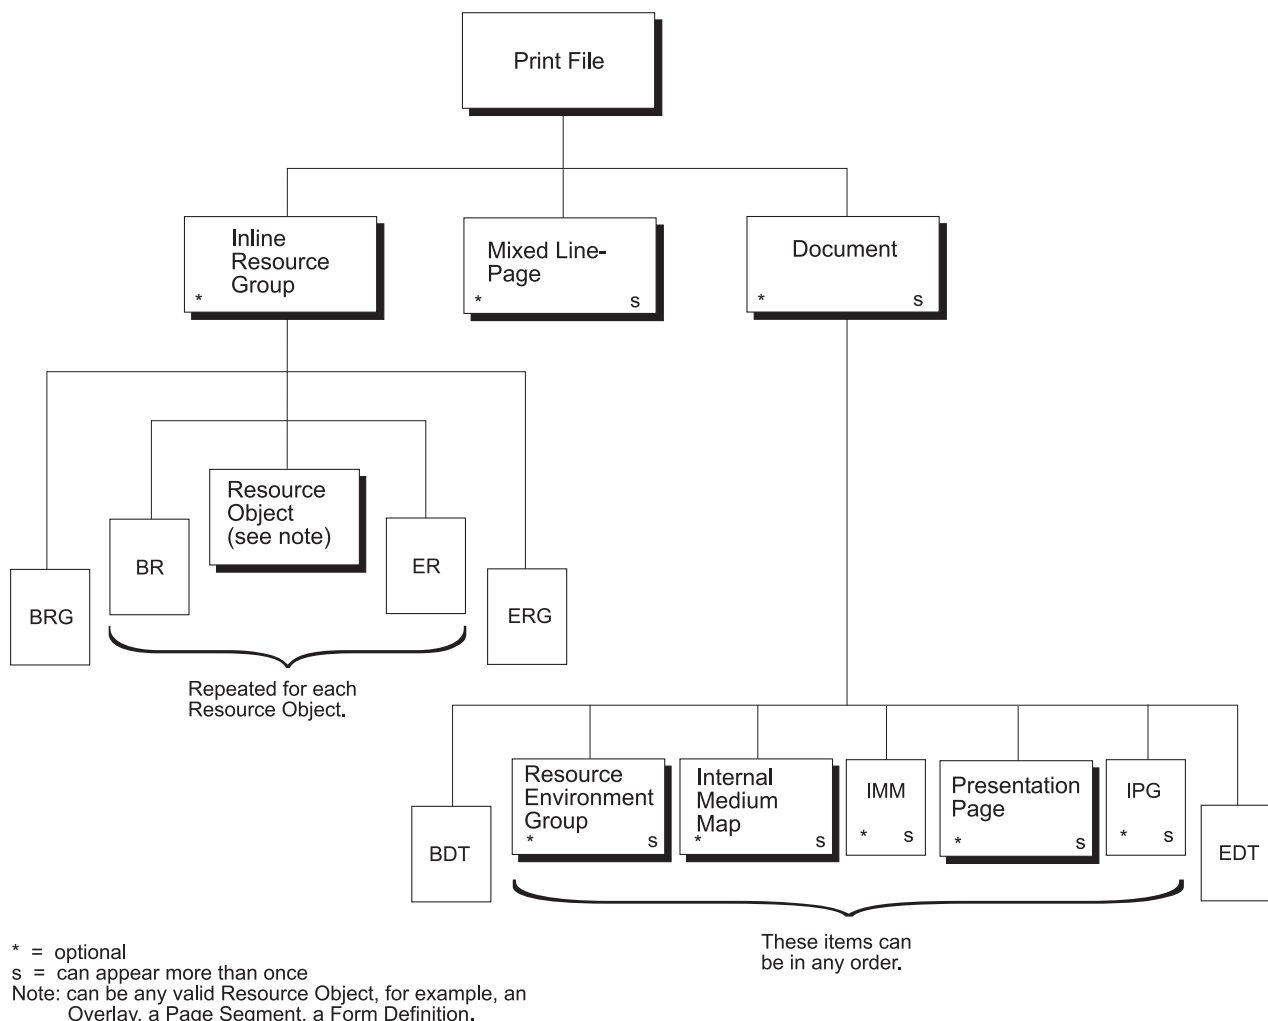 Print File
Inline
Resource
Group
*
Mixed Line-
Page
* s
Document
* s
Resource
Object
(see note)
BR
ER
BRG
ERG
Repeated for each
Resource Object.
Resource
Environment
Group
* s
Internal
Medium
Map
* s
IMM
* s
Presentation
Page
* s
IPG
* s
BDT
EDT
These items can
be in any order.
* = optional
s = can appear more than once
Note: can be any valid Resource Object, for example, an
Overlay, a Page Segment, a Form Definition.